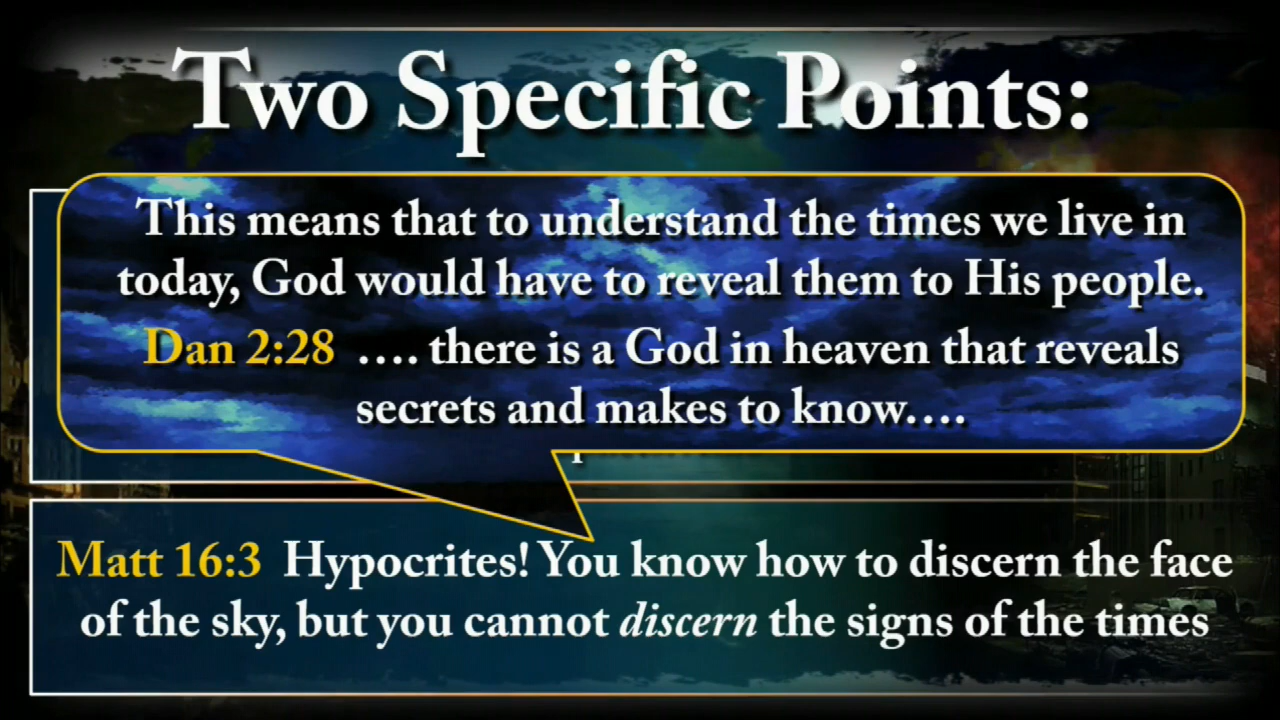 Two Specific Points:
This means that to understand the times we live in
today, God would have to reveal them to His people.
Dan 2:28 .... there is a God in heaven that reveals
secrets and makes to know....
Matt 16:3 Hypocrites! You know how to discern the face
of the sky, but you cannot discern the signs of the times